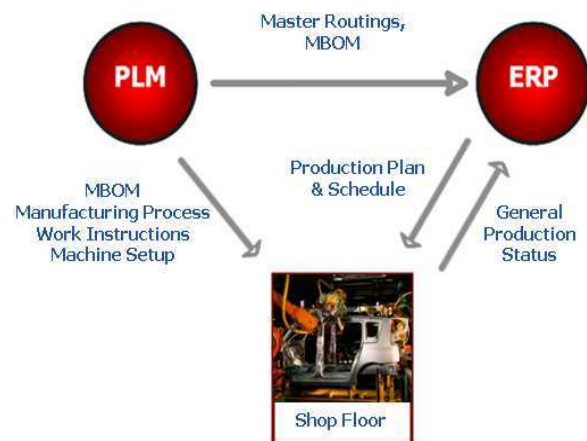 Master Routings,
MBOM
PLM
ERP
MBOM
Manufacturing Process
Work Instructions
Machine Setup
Production Plan
& Schedule
General
Production
Status
Shop Floor